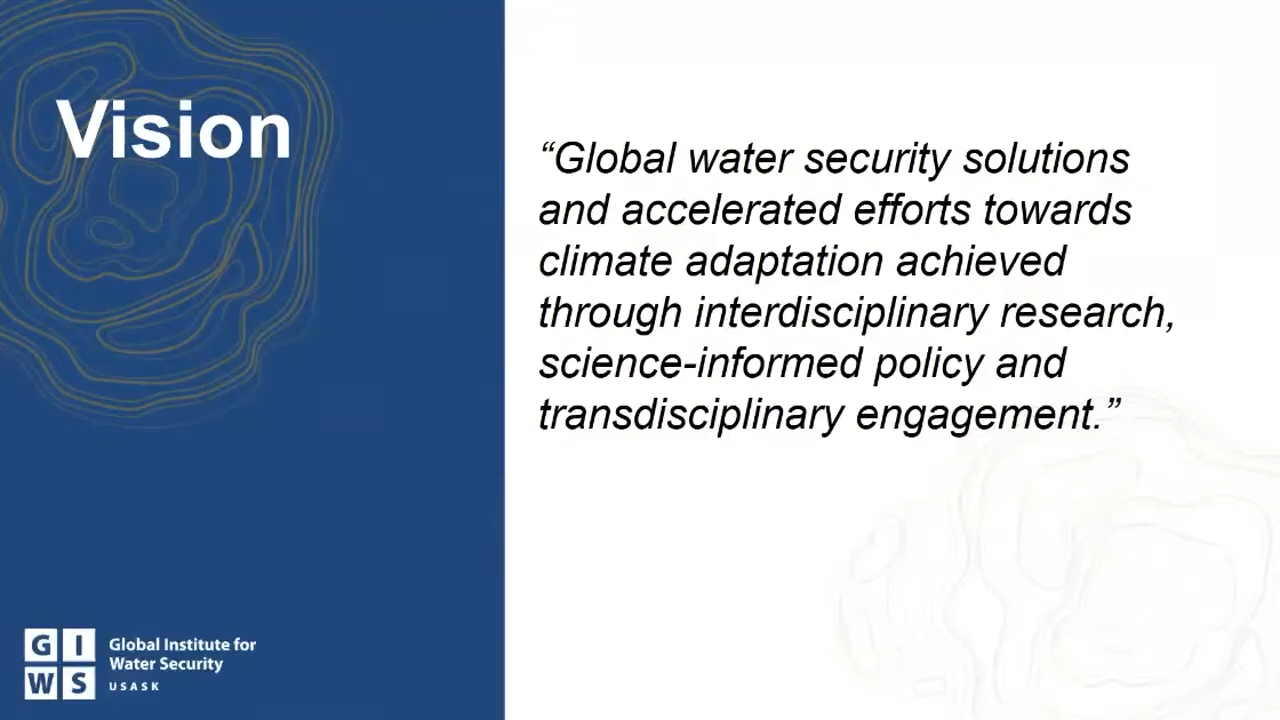 Vision
“Global water security solutions
and accelerated efforts towards
climate adaptation achieved
through interdisciplinary research,
science-informed policy and
transdisciplinary engagement.”
G I
W S
Global Institute for
Water Security
USASK